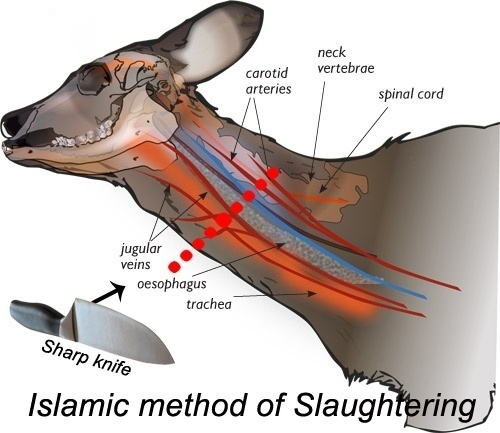 neck
vertebrae
carotid
arteries
spinal cord
jugular
veins
oesophagus
trachea
Sharp knife
Islamic method of Slaughtering